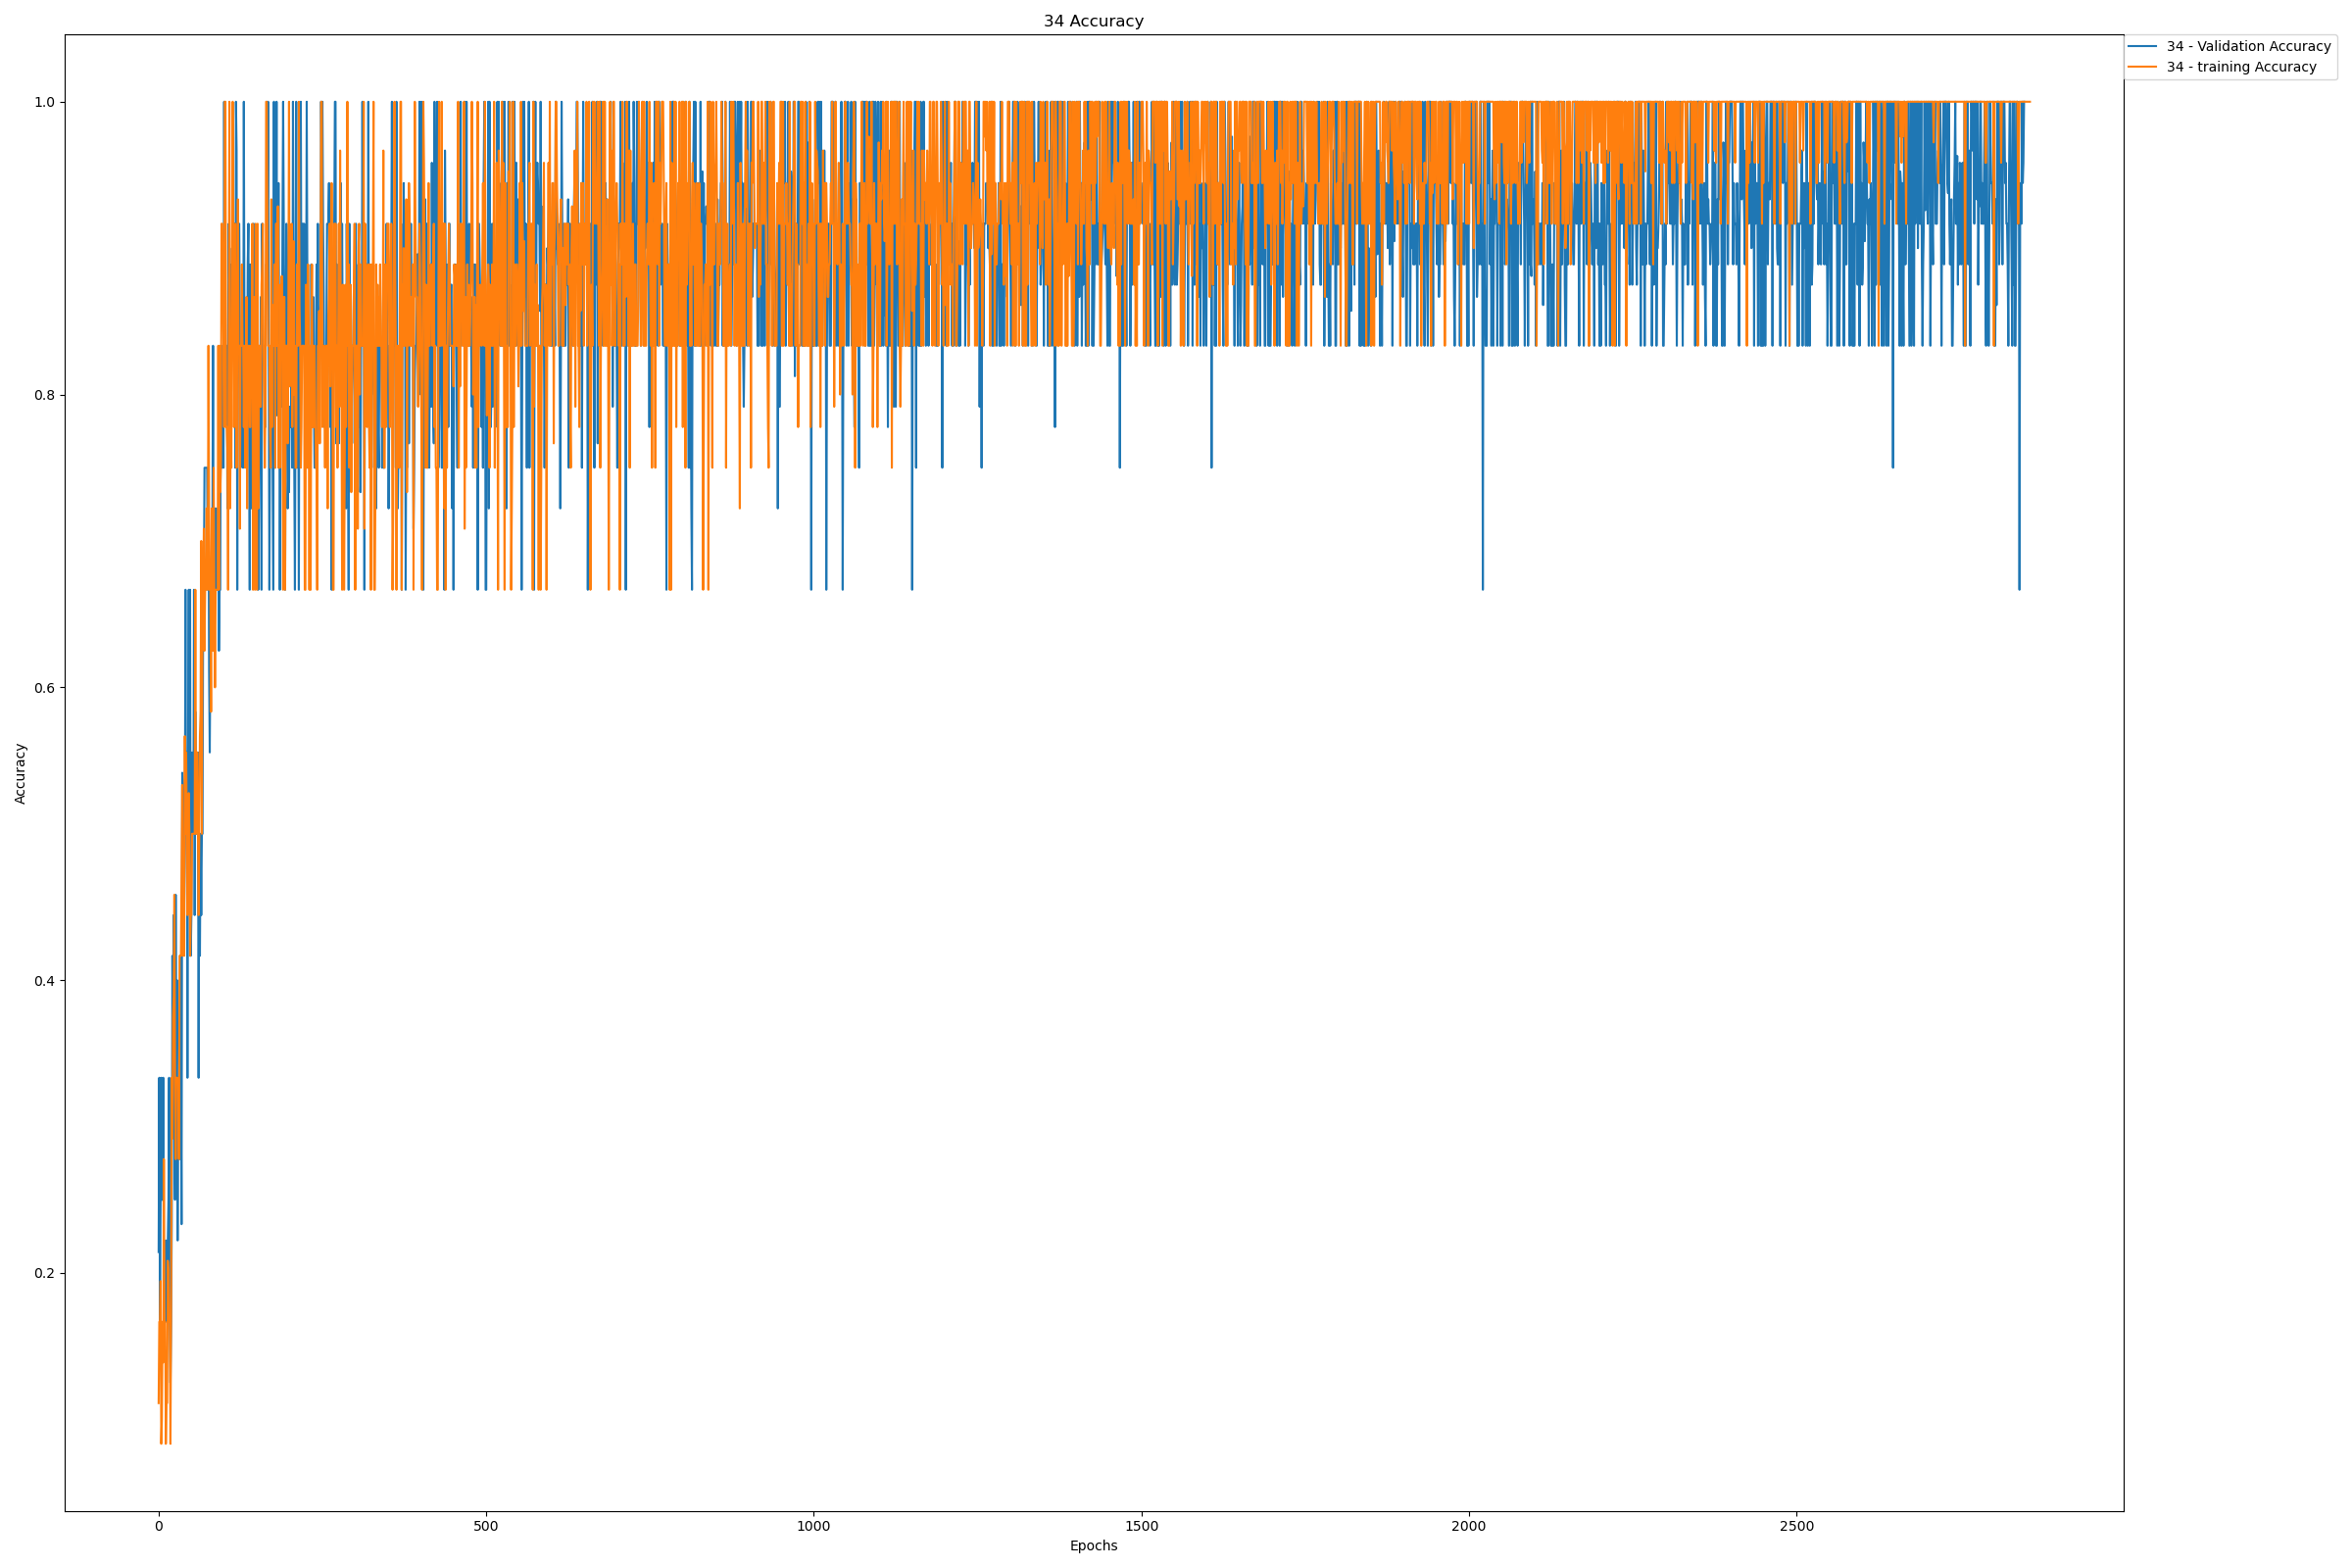 34 Accuracy
34 - Validation Accuracy
34 - training Accuracy
1.0
0.8
0.6
0.4
0.2
Accuracy
0 500 1000 1500 2000 2500
Epochs